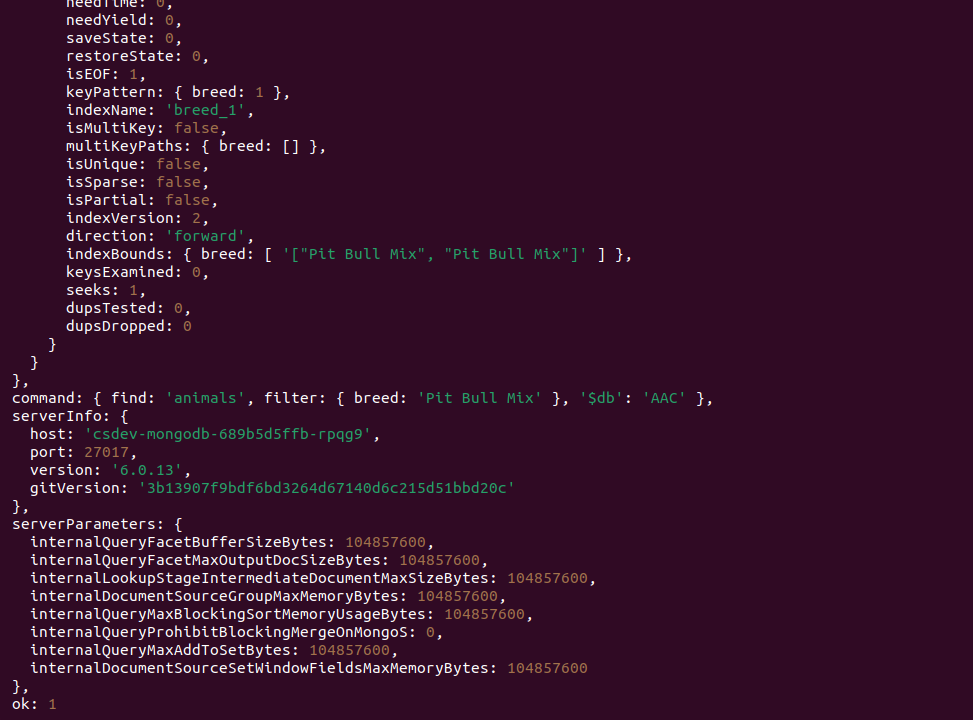 needTime: 0,
needYield: 0,
saveState: 0,
restoreState: 0,
isEOF: 1,
keyPattern: { breed: 1 },
indexName: 'breed_1',
isMultiKey: false,
multiKeyPaths: { breed: [] },
isUnique: false,
isSparse: false,
isPartial: false,
indexVersion: 2,
direction: 'forward',
indexBounds: { breed: [ '["Pit Bull Mix", "Pit Bull Mix"]' ] },
keysExamined: 0,
seeks: 1,
dupsTested: 0,
dupsDropped: 0
}
}
},
command: { find: 'animals', filter: { breed: 'Pit Bull Mix' }, '$db': 'AAC' },
serverInfo: {
host: 'csdev-mongodb-689b5d5ffb-rpqg9',
port: 27017,
version: '6.0.13',
gitVersion: '3b13907f9bdf6bd3264d67140d6c215d51bbd20c'
},
serverParameters: {
internalQueryFacetBufferSizeBytes: 104857600,
internalQueryFacetMaxOutputDocSizeBytes: 104857600,
internalLookupStageIntermediateDocumentMaxSizeBytes: 104857600,
internalDocumentSourceGroupMaxMemoryBytes: 104857600,
internalQueryMaxBlockingSortMemoryUsageBytes: 104857600,
internalQueryProhibitBlockingMergeOnMongoS: 0,
internalQueryMaxAddToSetBytes: 104857600,
internalDocumentSourceSetWindowFieldsMaxMemoryBytes: 104857600
},
ok: 1